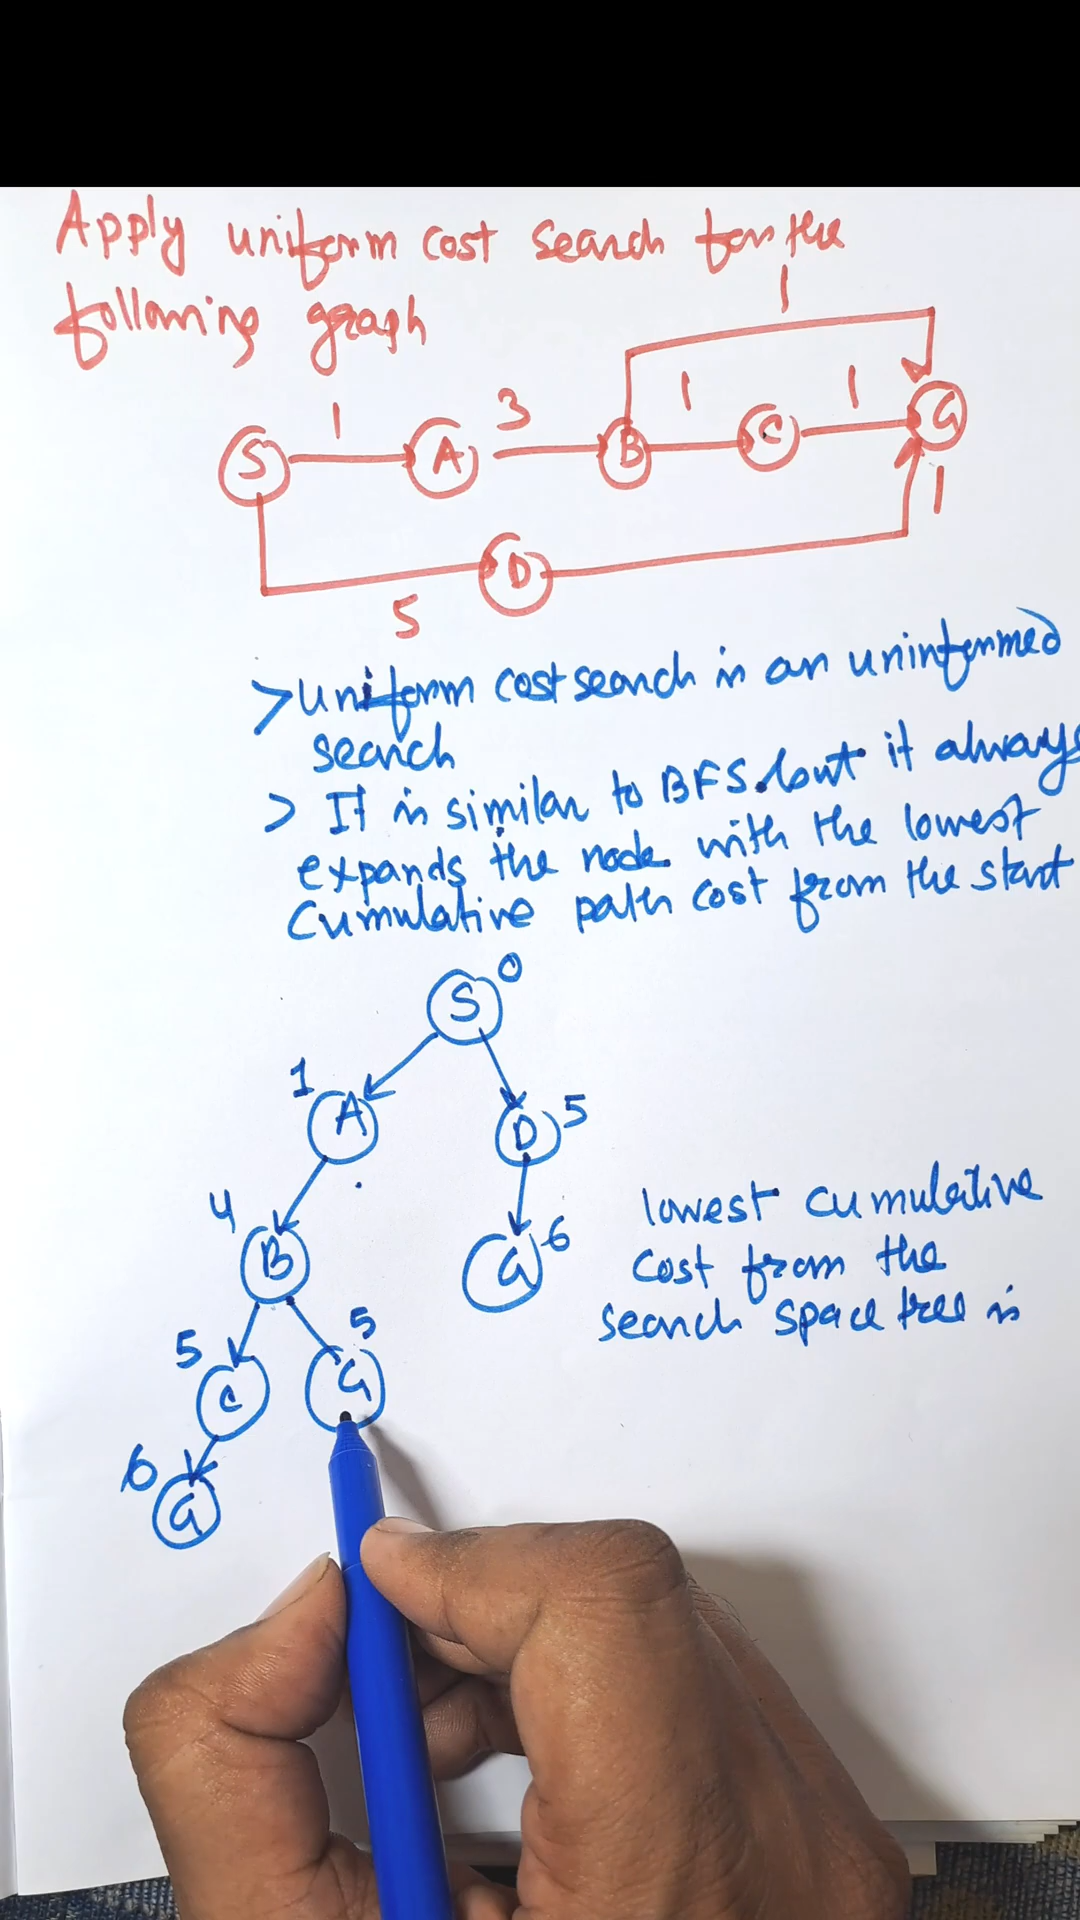 Apply uniform cost search for the
following graph
1
1 3 1 1
S A B C G
1
D
5
> Uniform cost search is an uninformed
search
> It is similar to BFS. but it always
expands the node with the lowest
Cumulative path cost from the start
S 0
1 A D 5
4 B G 6
lowest cumulative
cost from the
search space tree is
5 C 5 G
6 G